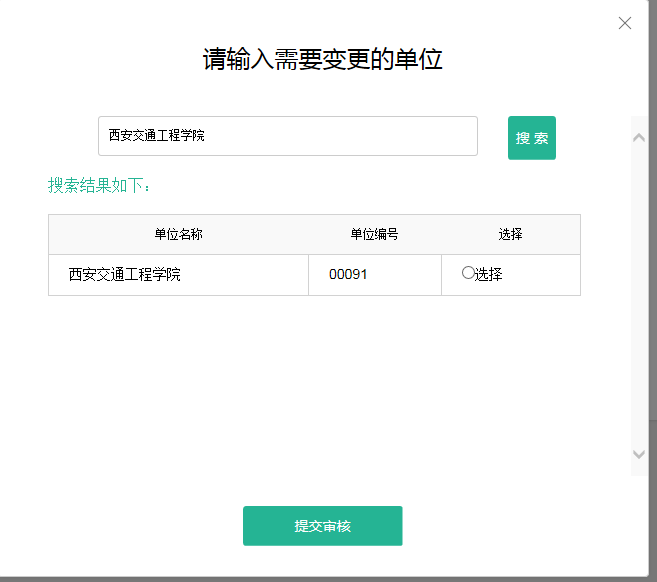 请输入需要变更的单位
西安交通工程学院
搜 索
搜索结果如下：
单位名称 单位编号 选择
西安交通工程学院 00091 选择
提交审核